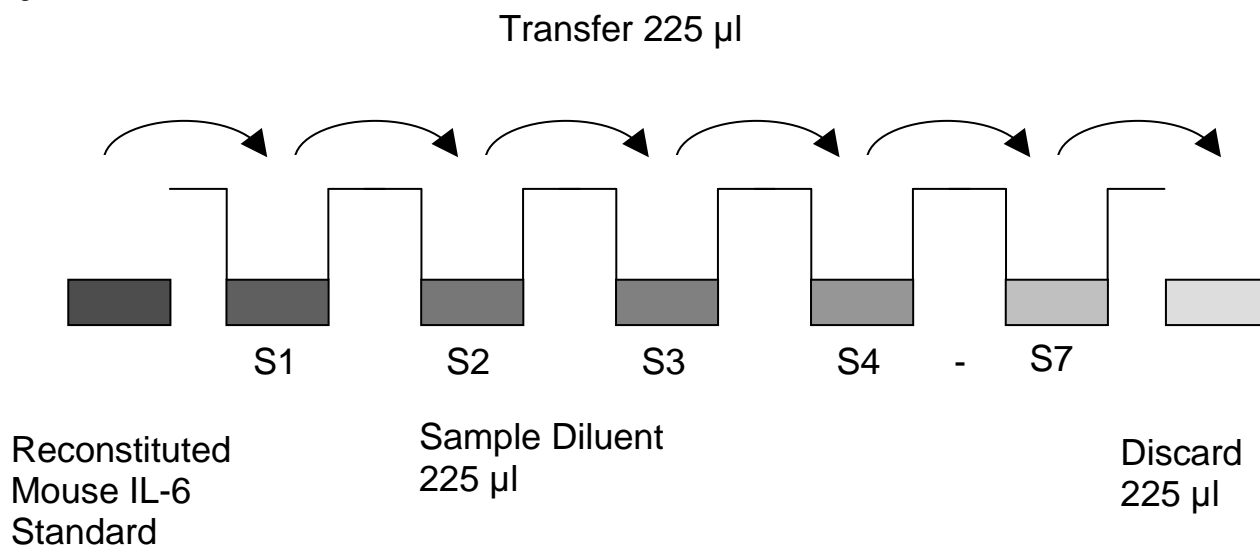 Transfer 225 µl
S1 S2 S3 S4 - S7
Reconstituted
Mouse IL-6
Standard
Sample Diluent
225 µl
Discard
225 µl